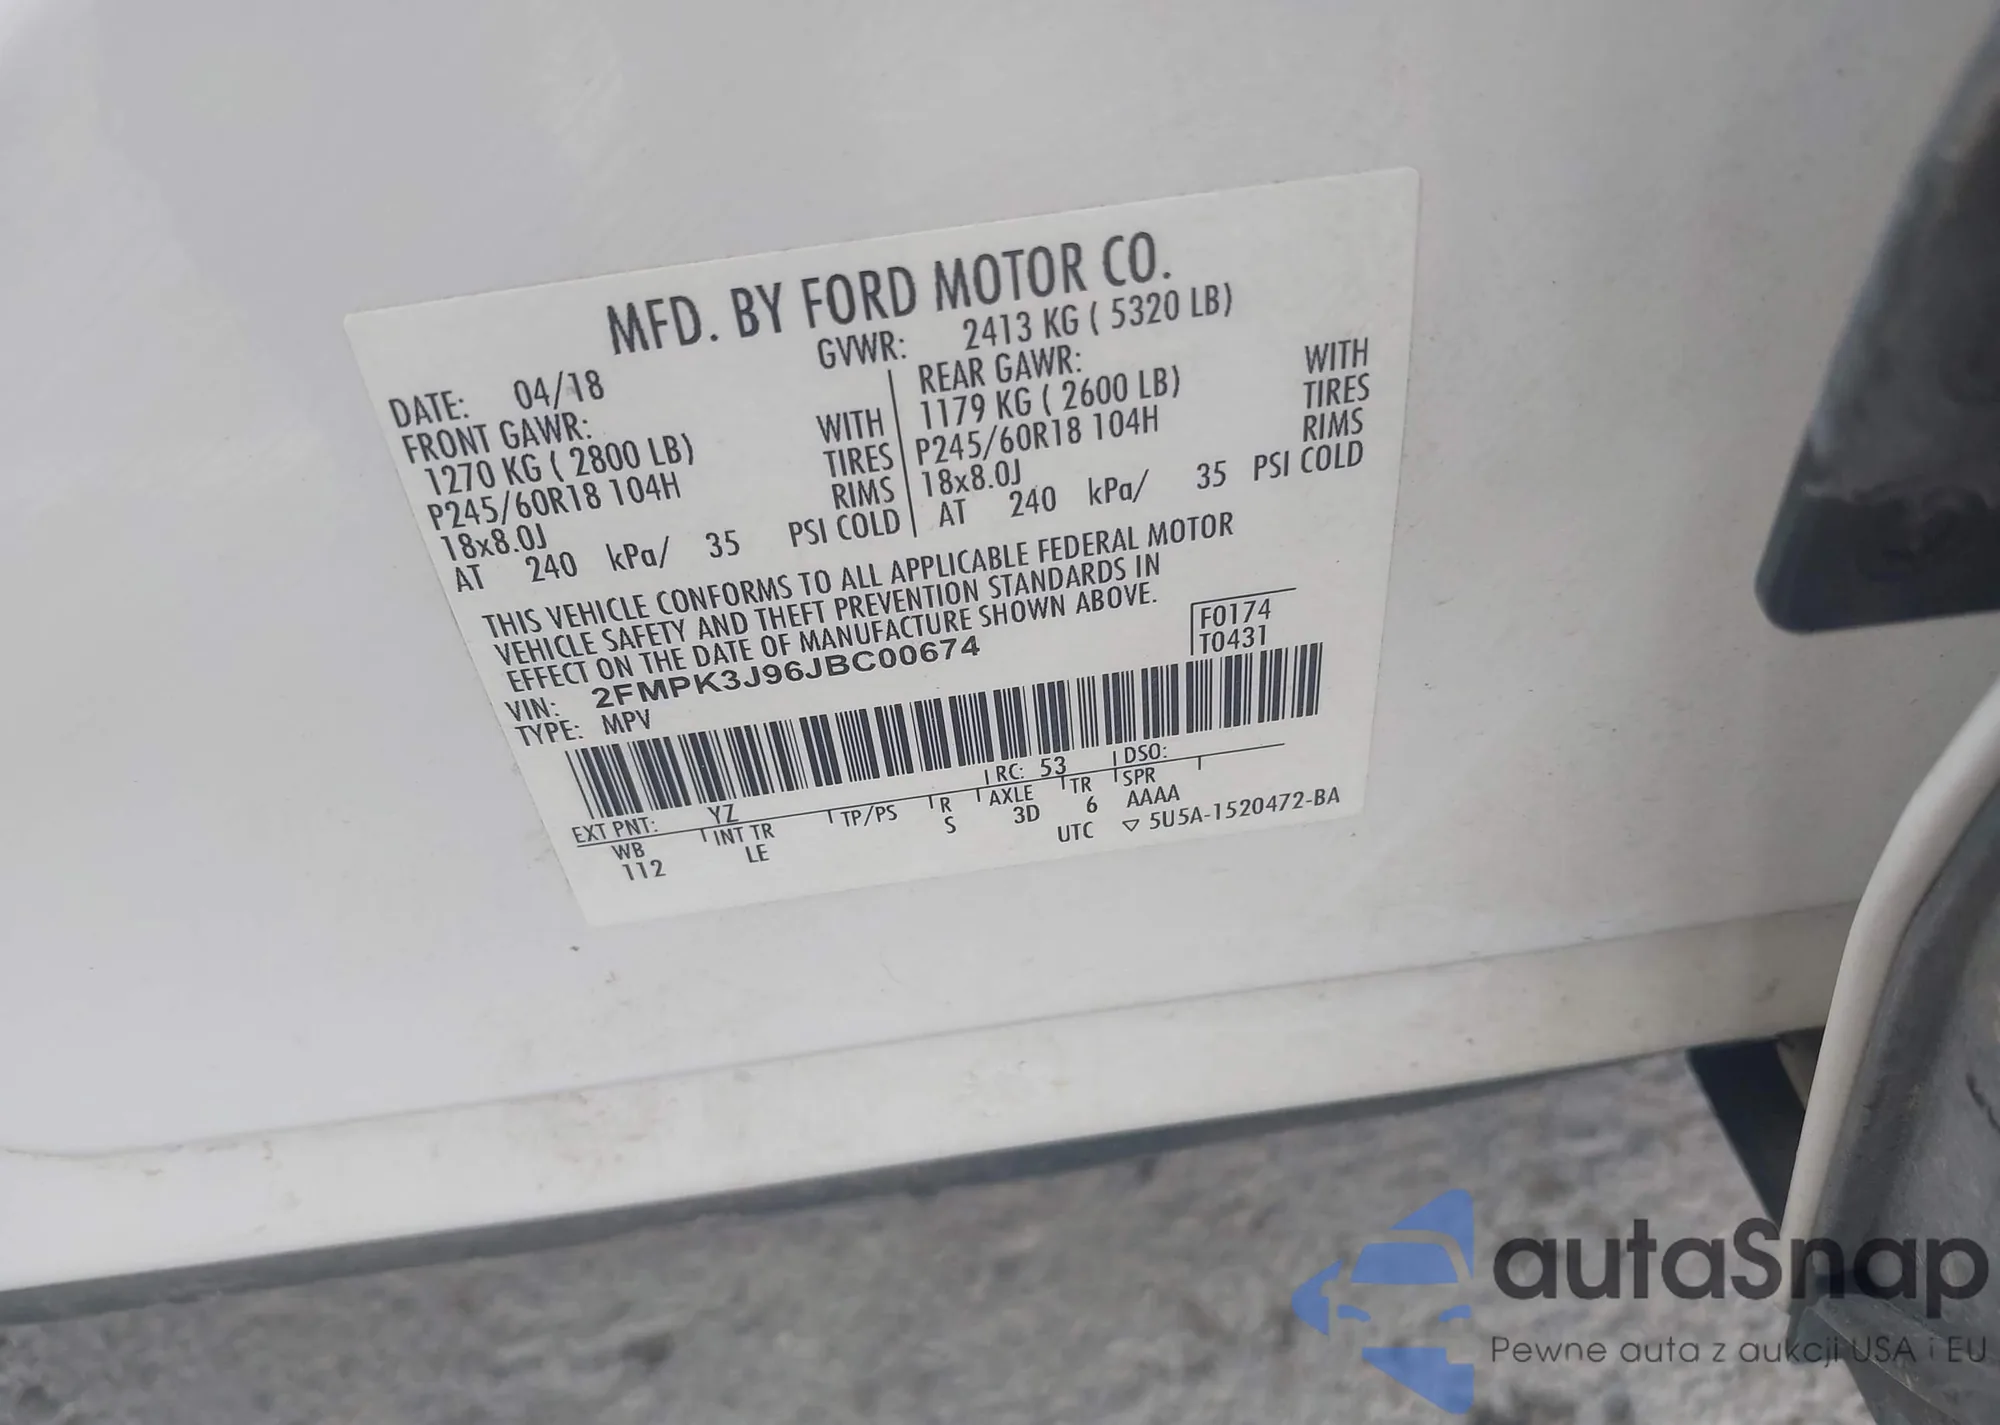 MFD. BY FORD MOTOR CO.
DATE: 04/18 GVWR: 2413 KG ( 5320 LB)
FRONT GAWR: REAR GAWR:
1270 KG ( 2800 LB) WITH 1179 KG ( 2600 LB) WITH
P245/60R18 104H TIRES P245/60R18 104H TIRES
18x8.0J RIMS 18x8.0J RIMS
AT 240 kPa/ 35 PSI COLD AT 240 kPa/ 35 PSI COLD
THIS VEHICLE CONFORMS TO ALL APPLICABLE FEDERAL MOTOR
VEHICLE SAFETY AND THEFT PREVENTION STANDARDS IN
EFFECT ON THE DATE OF MANUFACTURE SHOWN ABOVE.
VIN: 2FMPK3J96JBC00674 F0174
TYPE: MPV T0431
EXT PNT: YZ RC: 53 DSO:
WB INT TR TP/PS R AXLE TR SPR
112 LE S 3D 6 AAAA
UTC ▽ 5U5A-1520472-BA
autaSnap
Pewne auta z aukcji USA i EU